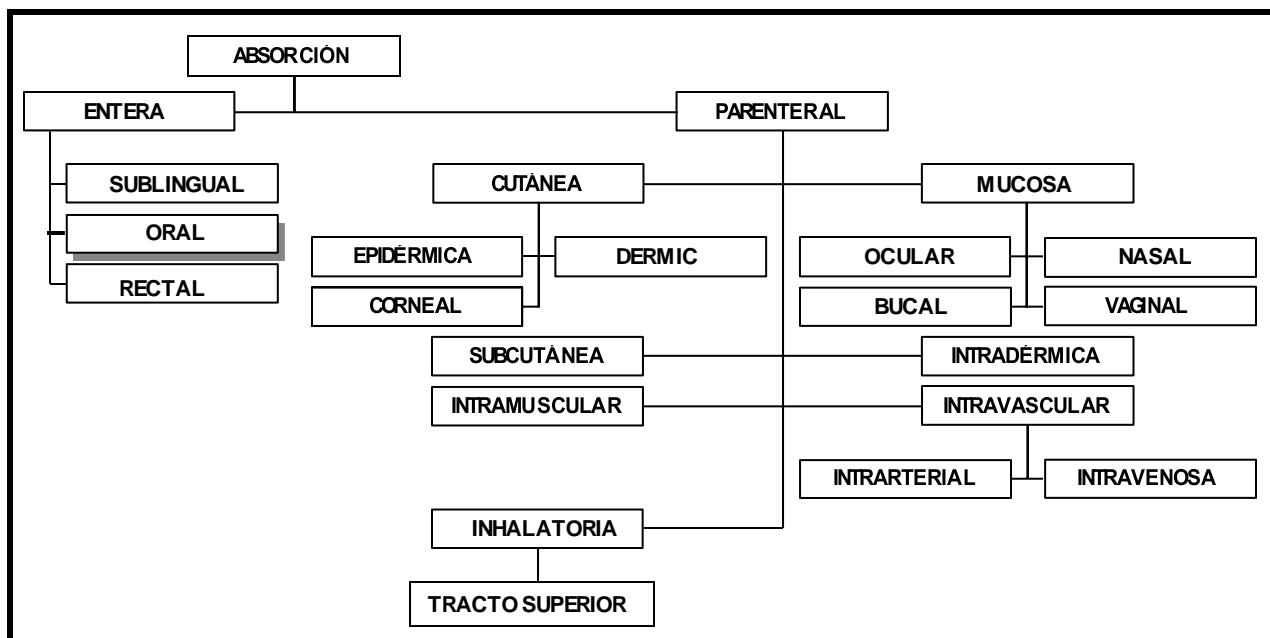 ABSORCIÓN
ENTERA
PARENTERAL
SUBLINGUAL
CUTÁNEA
MUCOSA
ORAL
EPIDÉRMICA
DERMIC
OCULAR
NASAL
RECTAL
CORNEAL
BUCAL
VAGINAL
SUBCUTÁNEA
INTRADÉRMICA
INTRAMUSCULAR
INTRAVASCULAR
INTRARTERIAL
INTRAVENOSA
INHALATORIA
TRACTO SUPERIOR